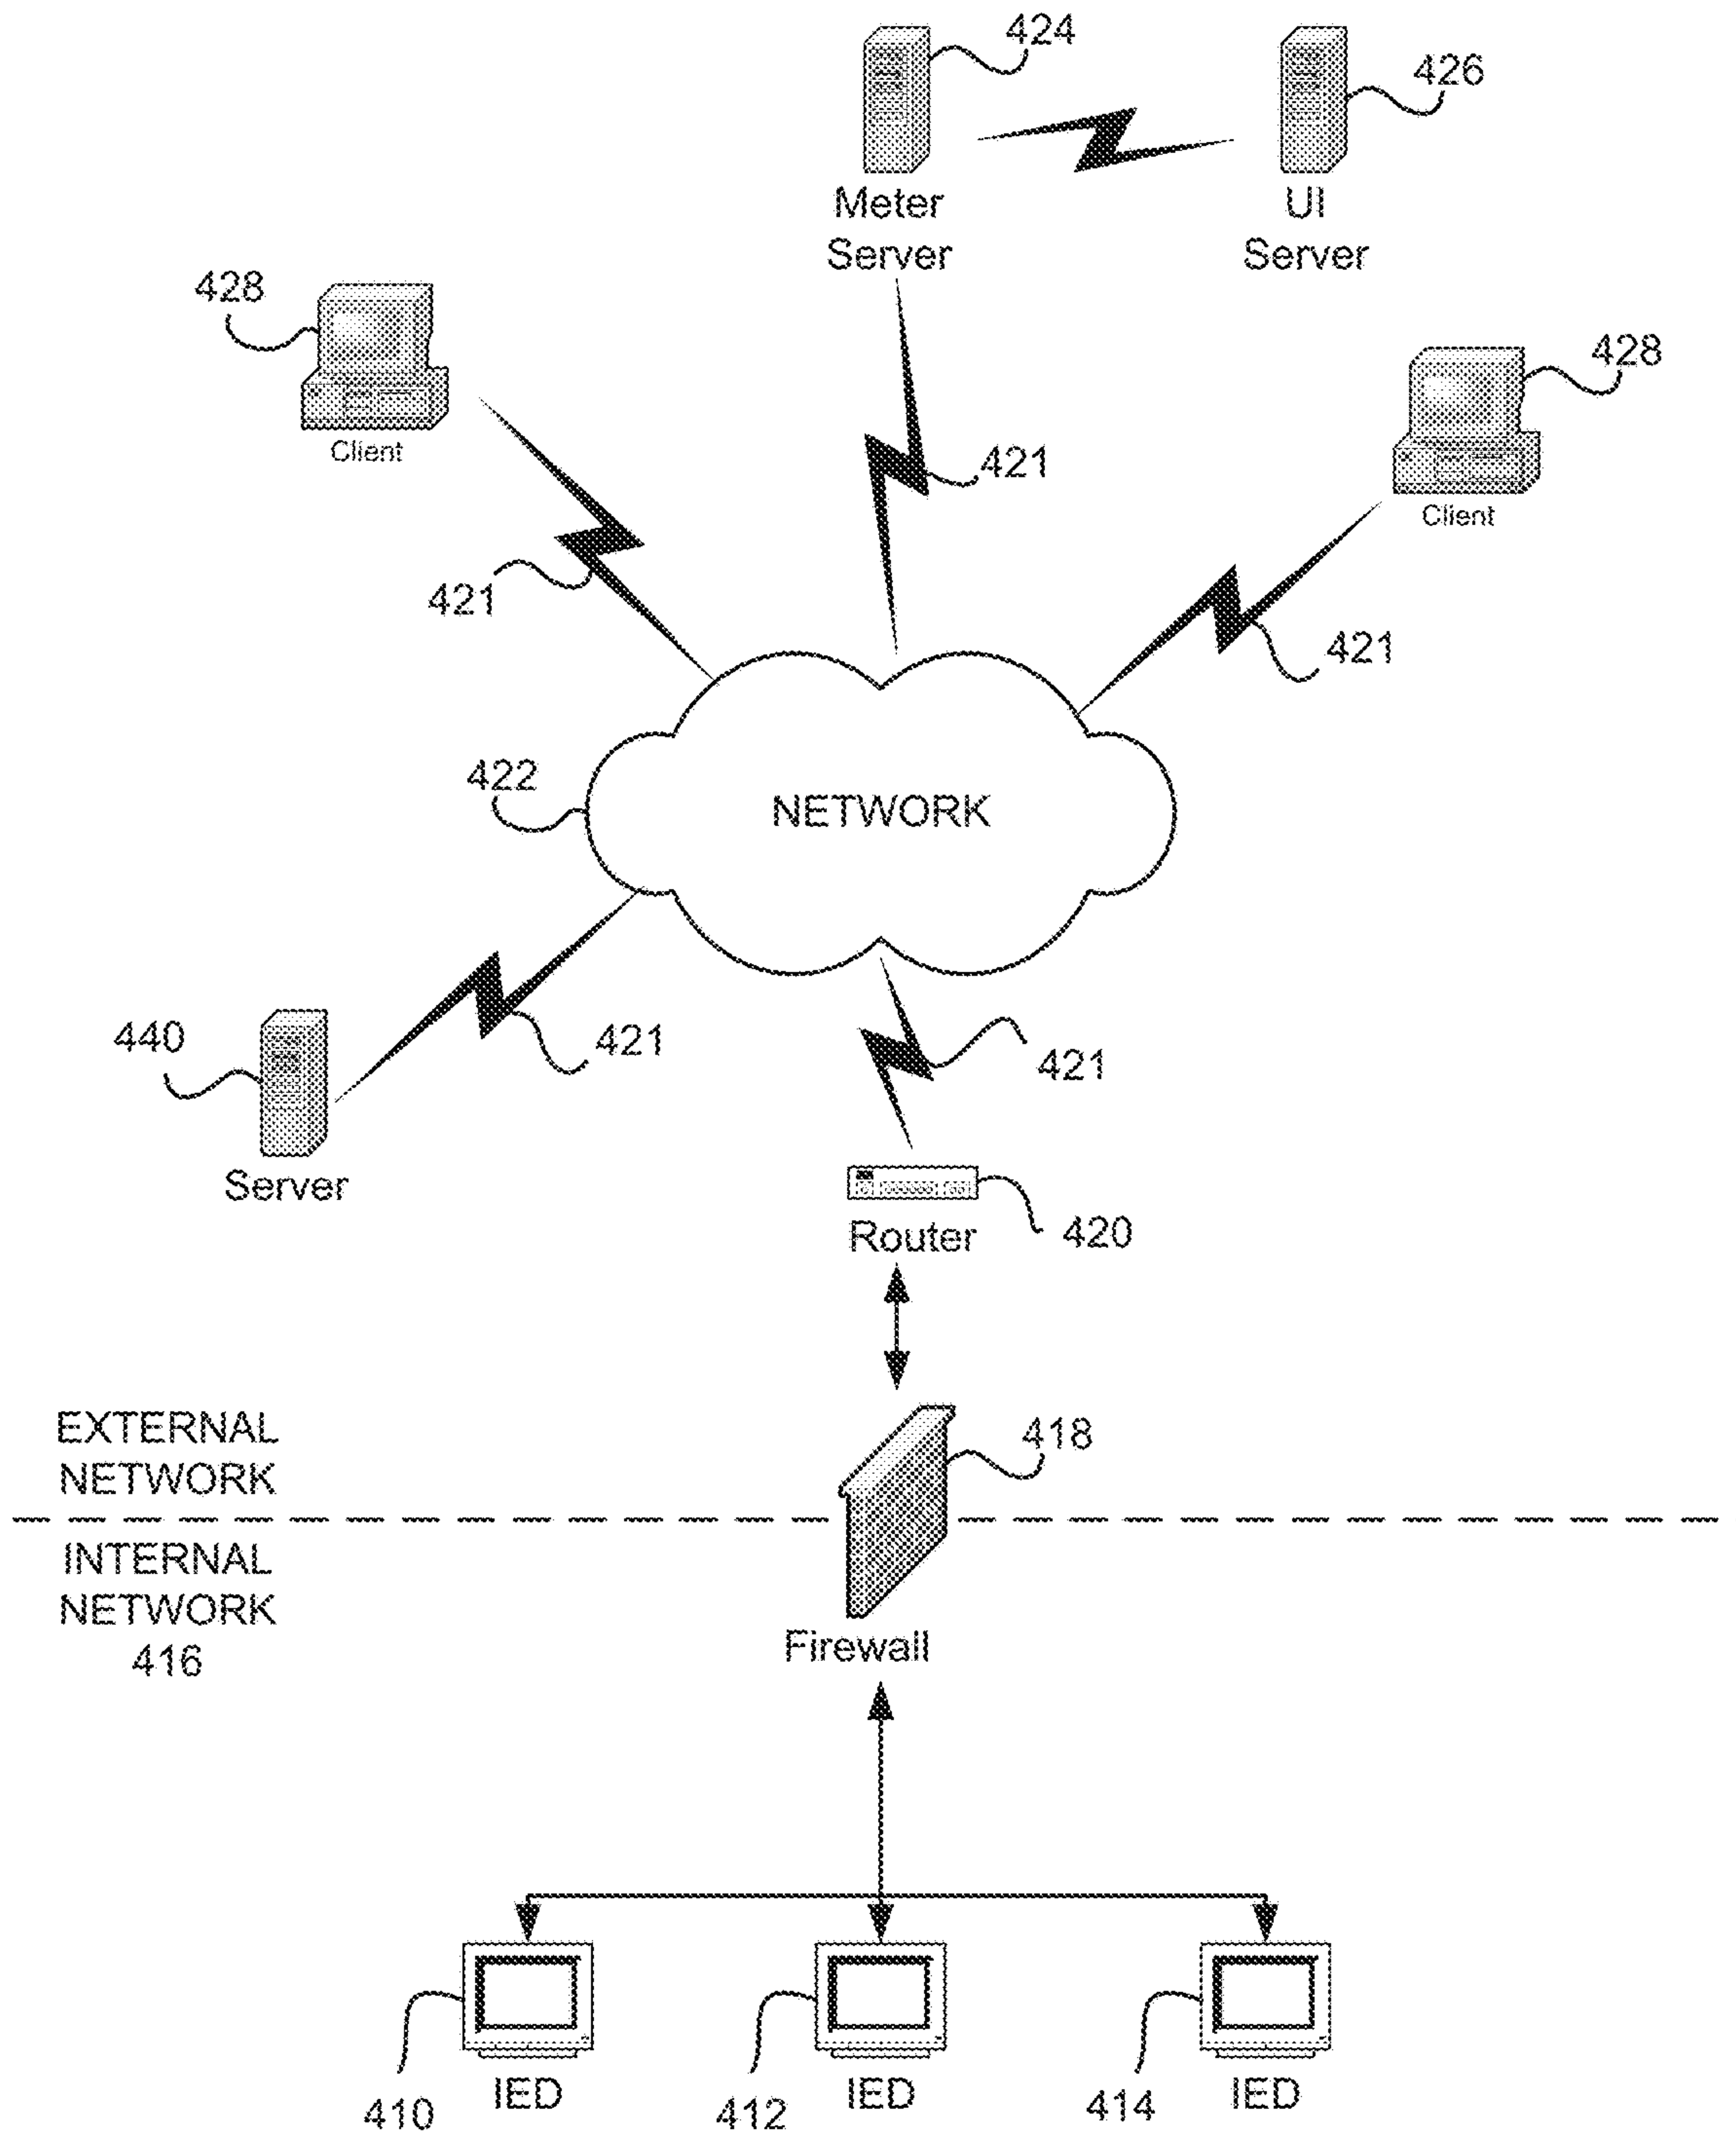 424
426
Meter
Server
UI
Server
428
Client
428
Client
421
421
421
422
NETWORK
440
Server
421
421
Router
420
EXTERNAL
NETWORK
418
INTERNAL
NETWORK
416
Firewall
410
IED
412
IED
414
IED